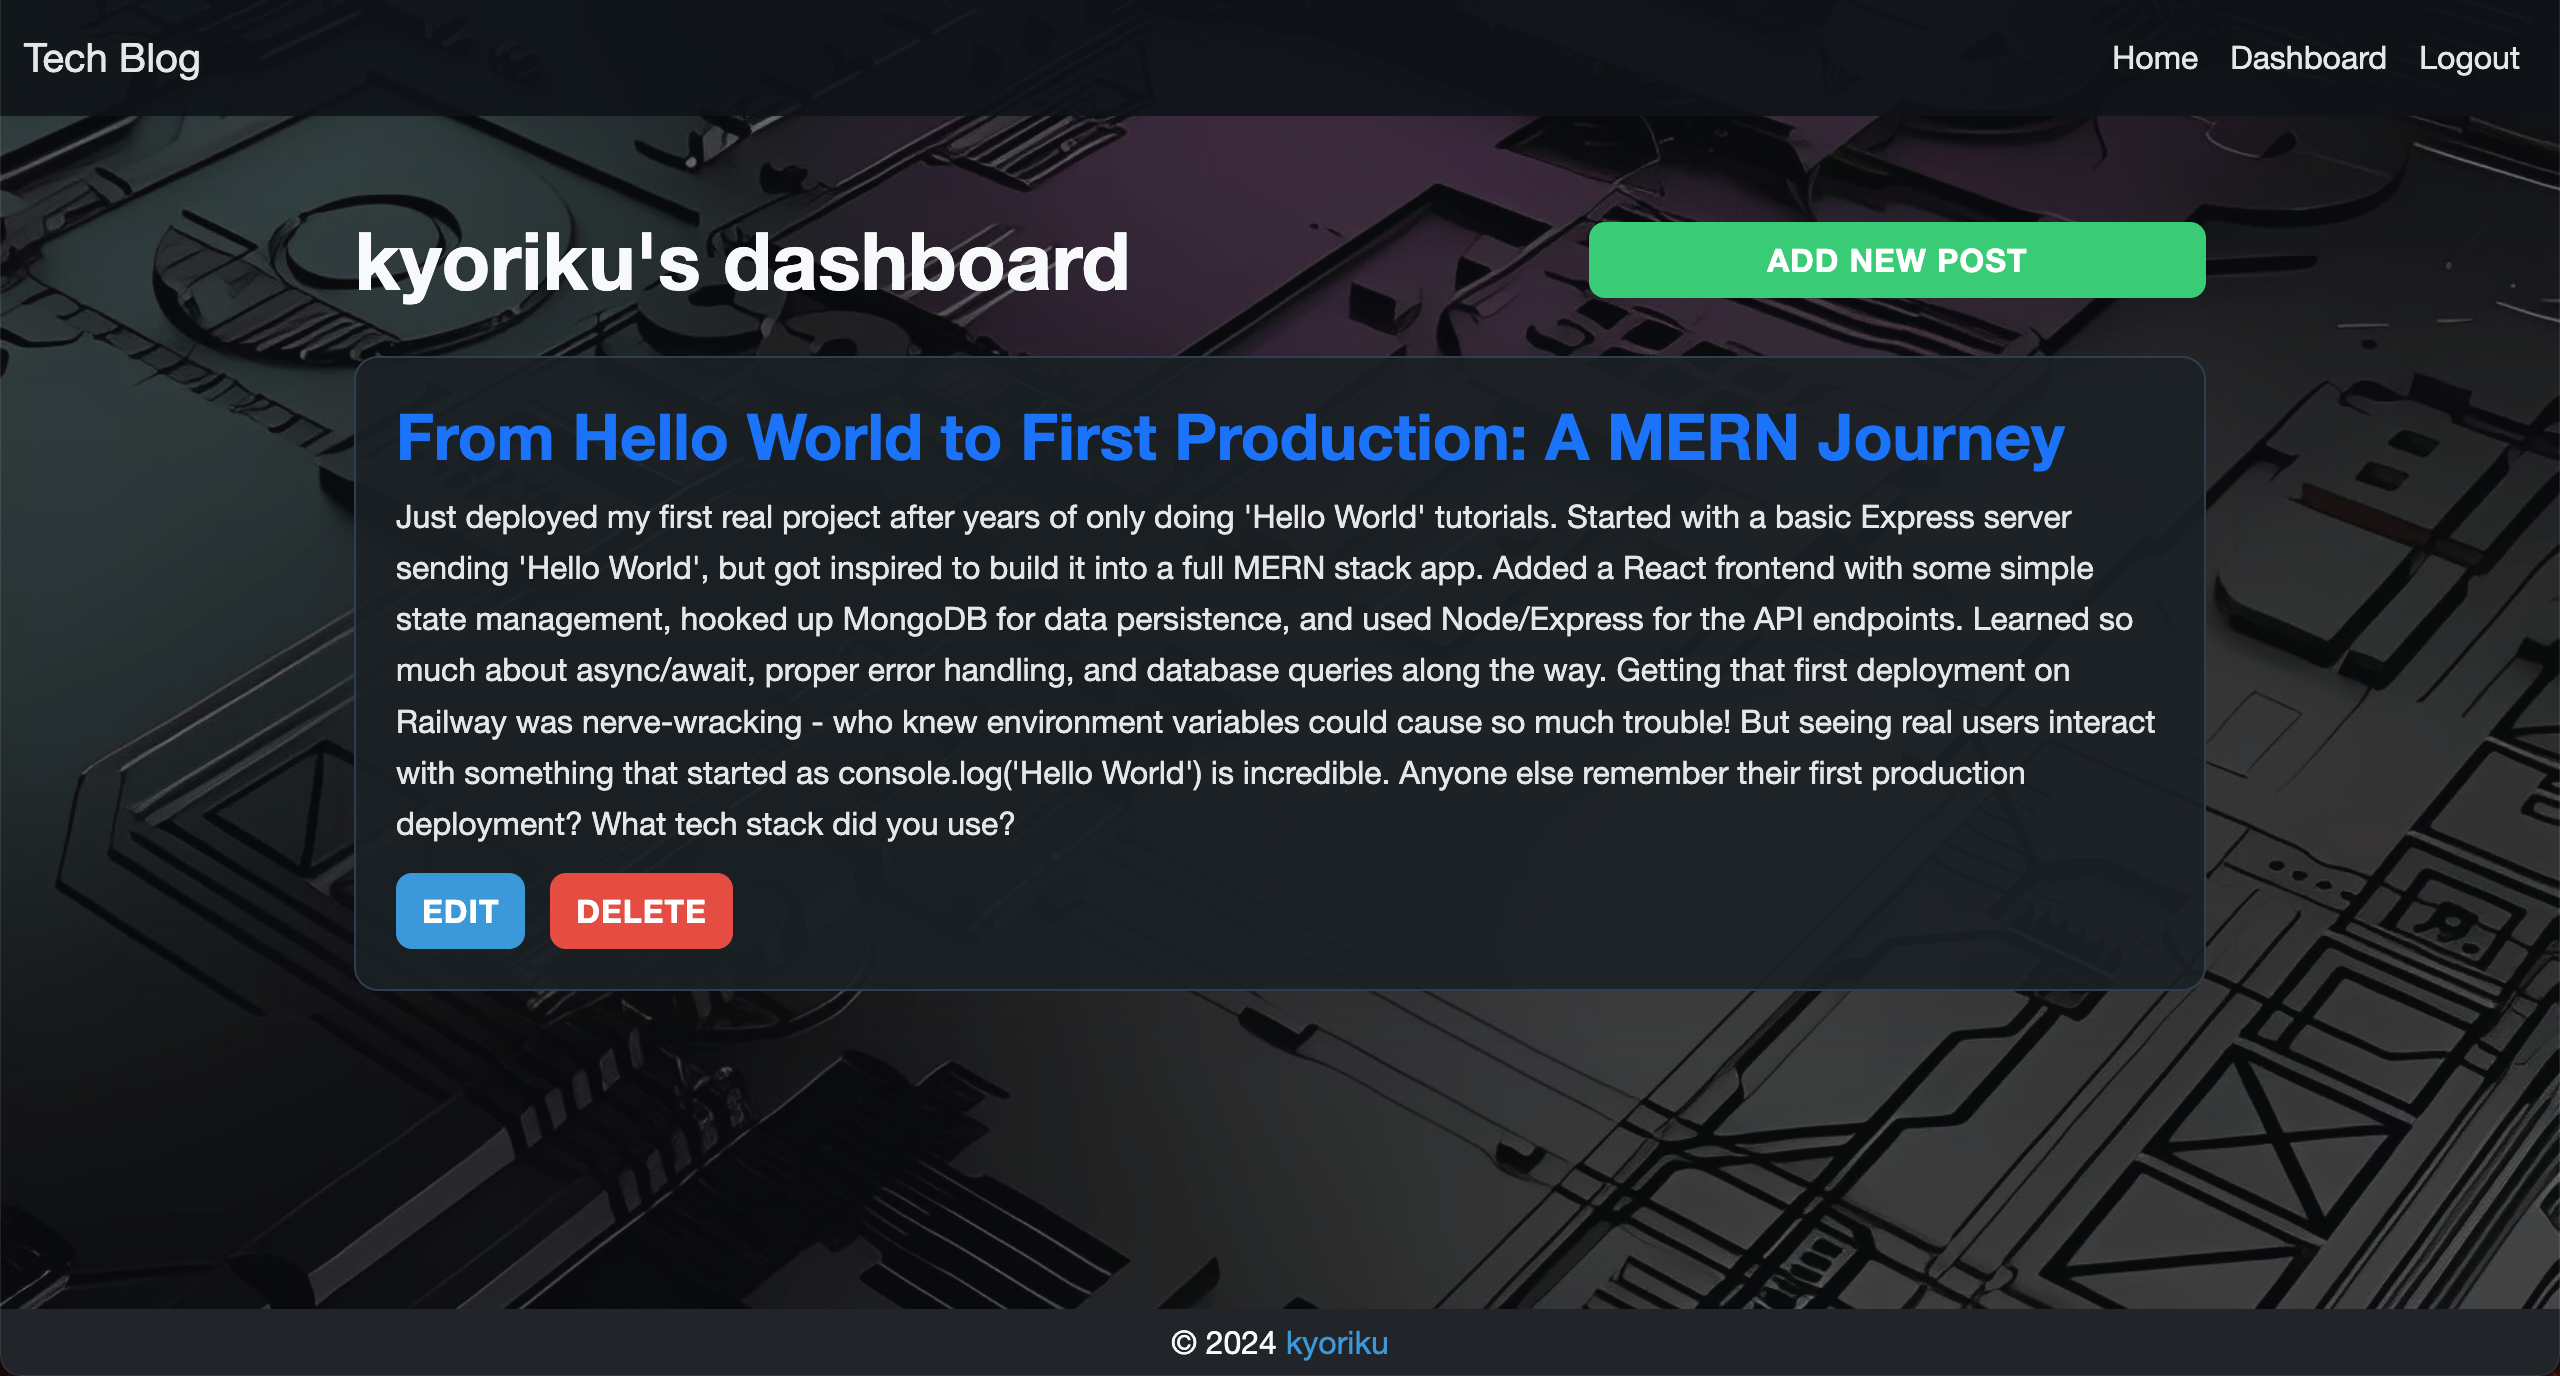 Tech Blog
Home Dashboard Logout
kyoriku's dashboard
ADD NEW POST
From Hello World to First Production: A MERN Journey
Just deployed my first real project after years of only doing 'Hello World' tutorials. Started with a basic Express server
sending 'Hello World', but got inspired to build it into a full MERN stack app. Added a React frontend with some simple
state management, hooked up MongoDB for data persistence, and used Node/Express for the API endpoints. Learned so
much about async/await, proper error handling, and database queries along the way. Getting that first deployment on
Railway was nerve-wracking - who knew environment variables could cause so much trouble! But seeing real users interact
with something that started as console.log('Hello World') is incredible. Anyone else remember their first production
deployment? What tech stack did you use?
EDIT DELETE
© 2024 kyoriku